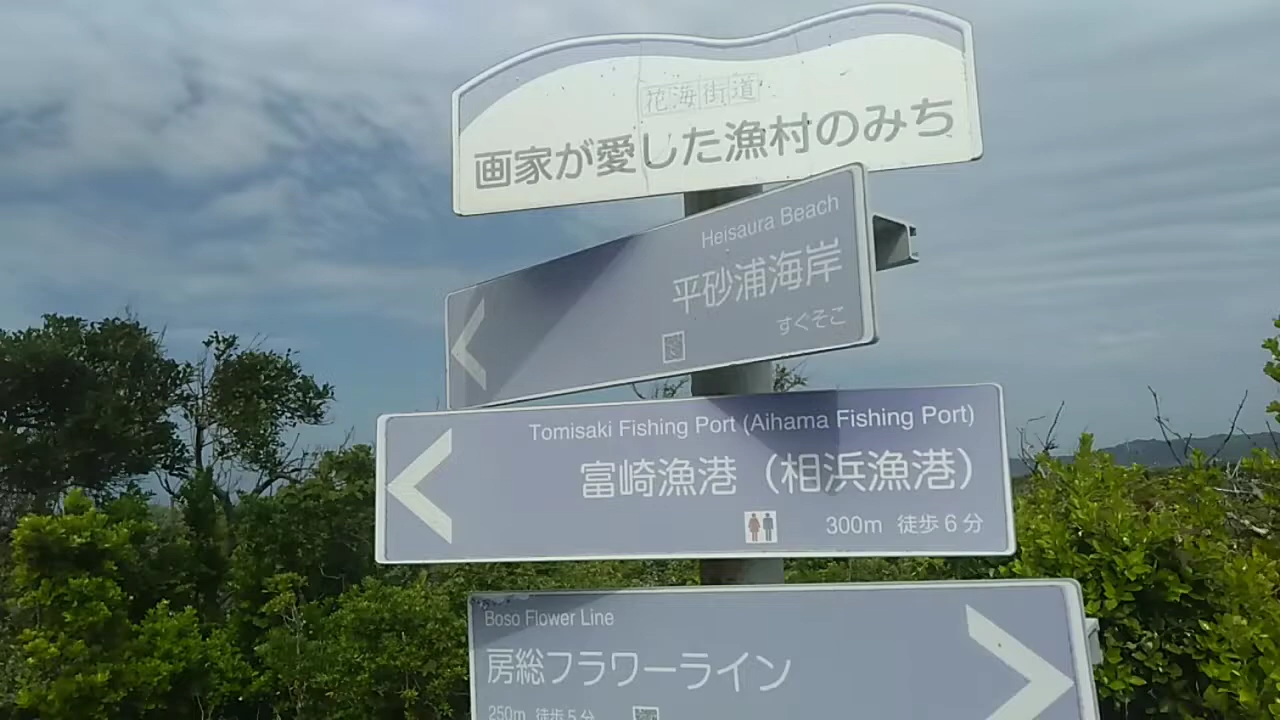 花海街道
画家が愛した漁村のみち
Heisaura Beach
平砂浦海岸
すぐそこ
Tomisaki Fishing Port (Aihama Fishing Port)
富崎漁港（相浜漁港）
300m 徒歩6分
Boso Flower Line
房総フラワーライン
250m 徒歩5分